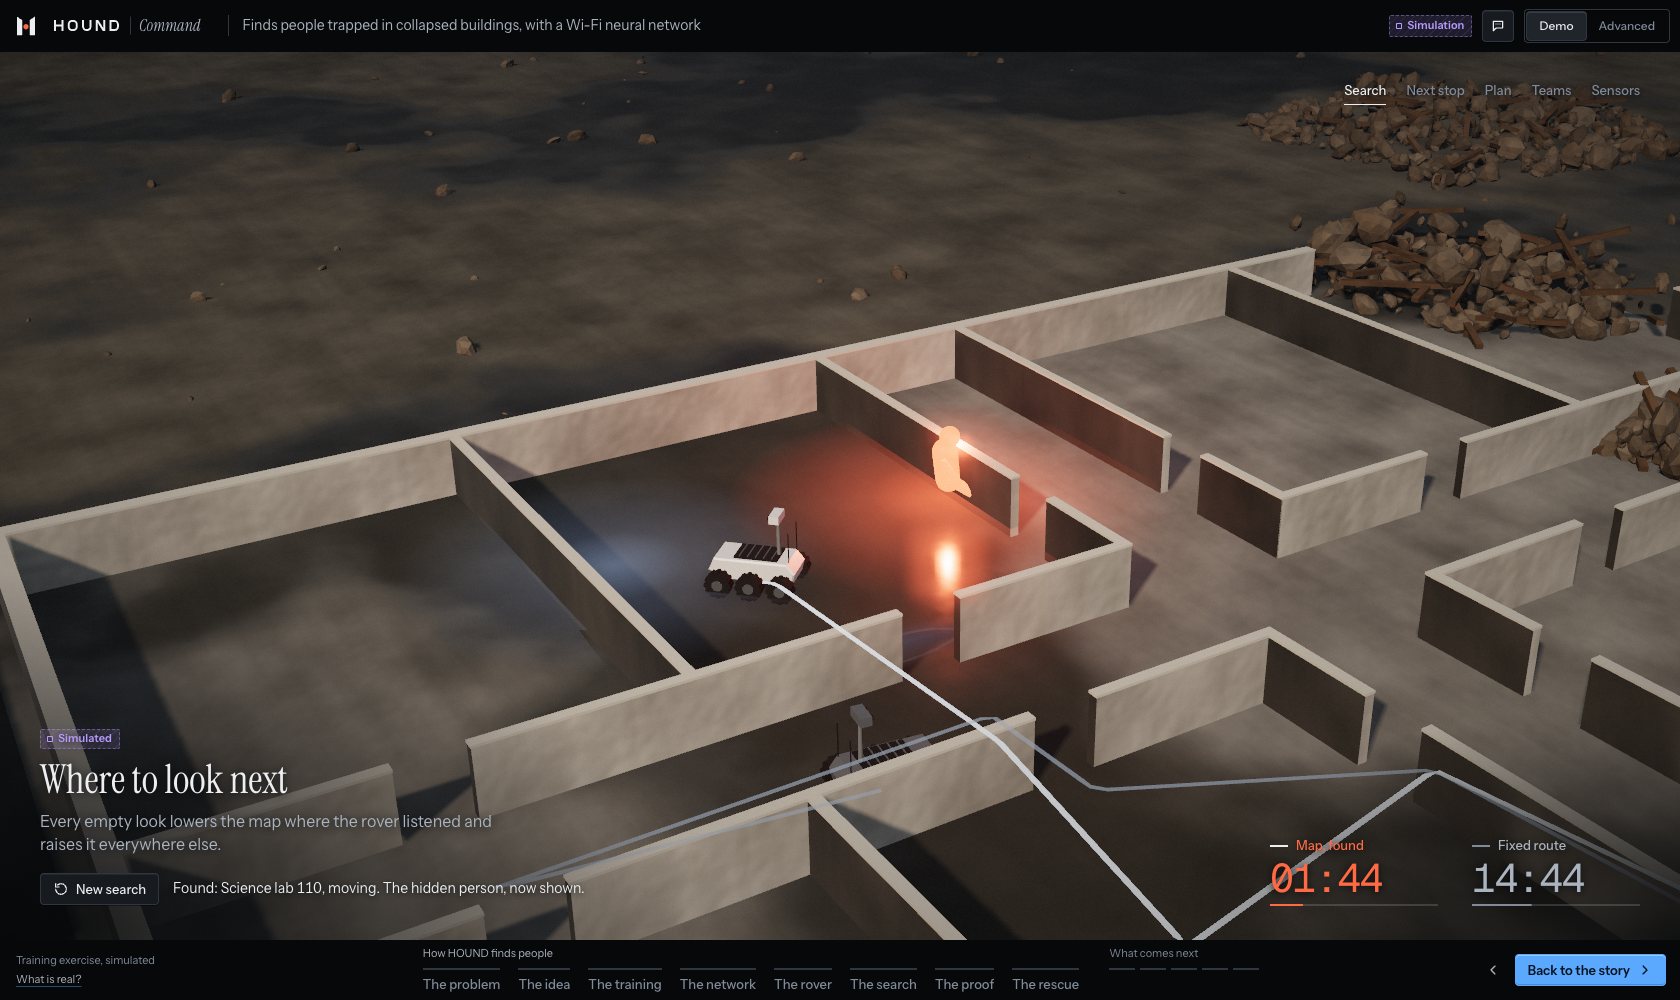 HOUND Command
Finds people trapped in collapsed buildings, with a Wi-Fi neural network
Simulation
Demo
Advanced
Search
Next stop
Plan
Teams
Sensors
Simulated
Where to look next
Every empty look lowers the map where the rover listened and
raises it everywhere else.
New search
Found: Science lab 110, moving. The hidden person, now shown.
Map, found
01:44
Fixed route
14:44
Training exercise, simulated
What is real?
How HOUND finds people
The problem
The idea
The training
The network
The rover
The search
The proof
The rescue
What comes next
Back to the story